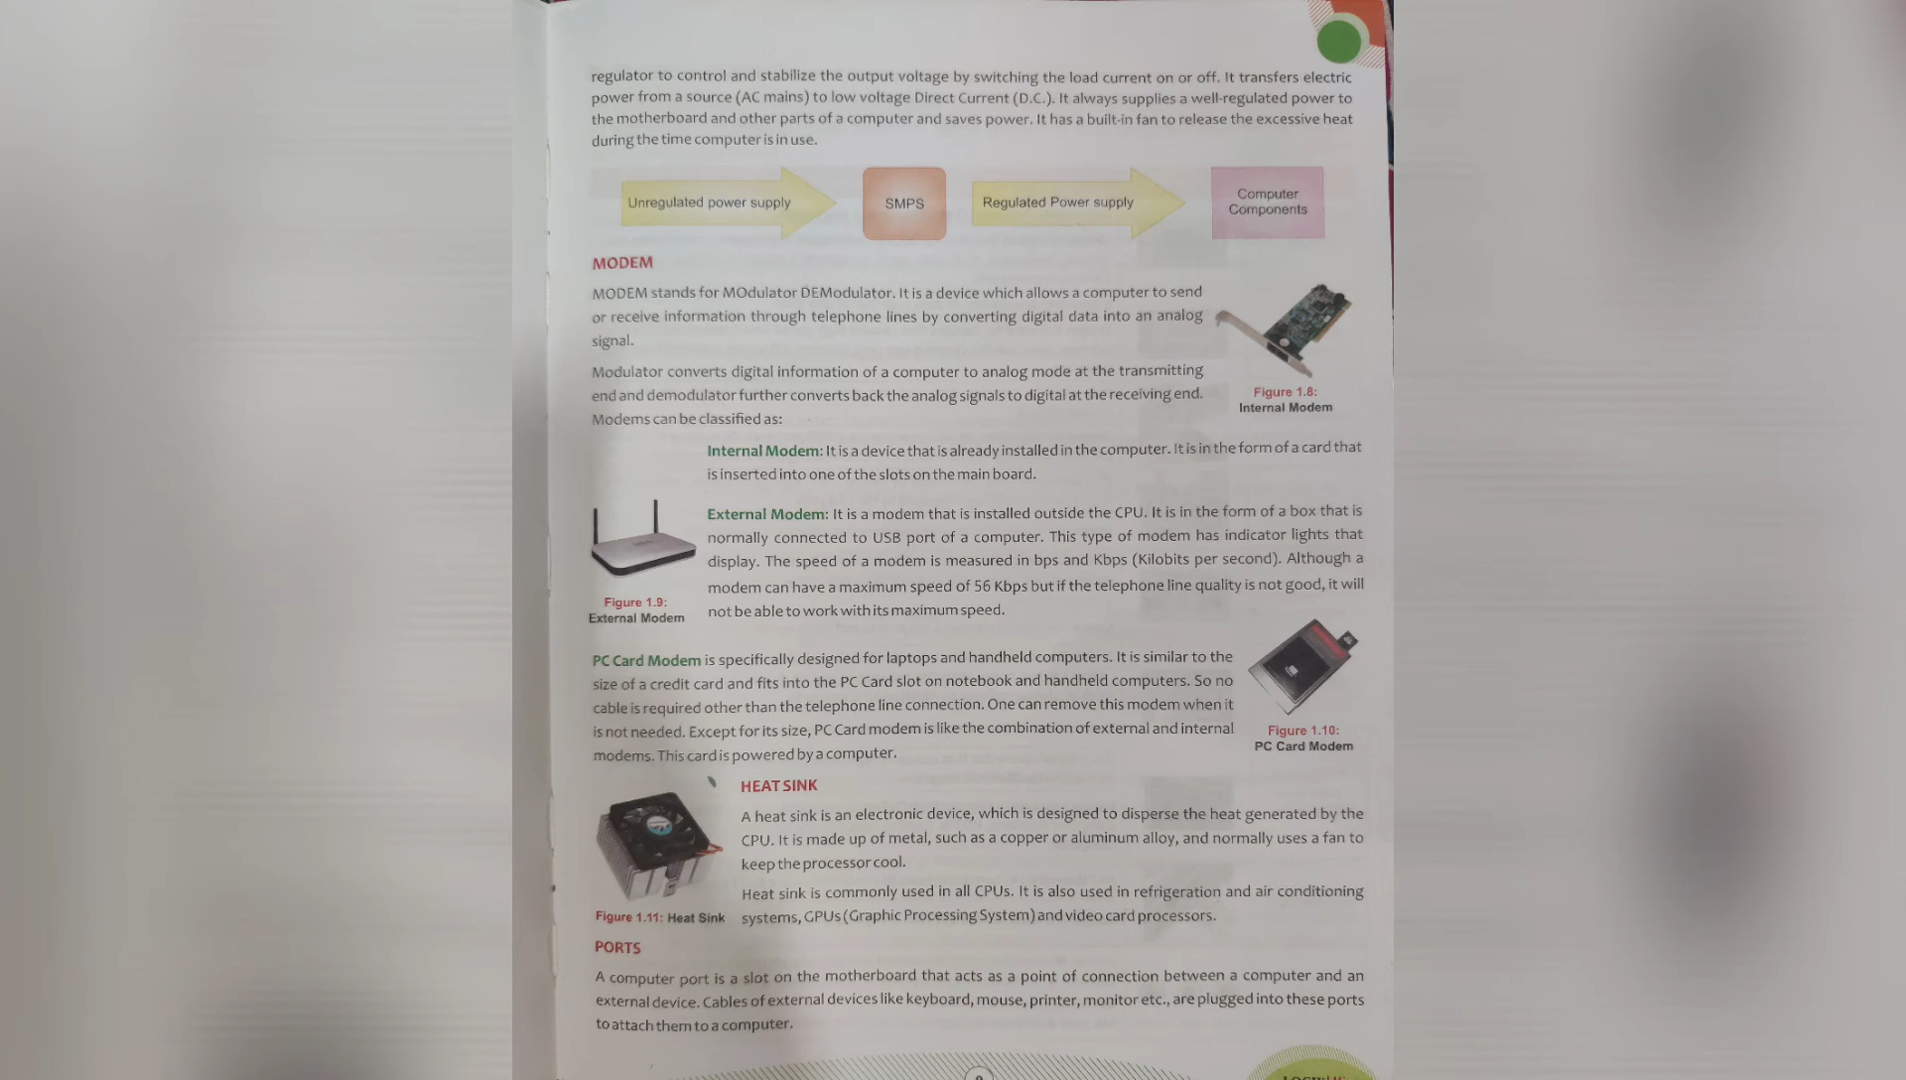 regulator to control and stabilize the output voltage by switching the load current on or off. It transfers electric
power from a source (AC mains) to low voltage Direct Current (D.C.). It always supplies a well-regulated power to
the motherboard and other parts of a computer and saves power. It has a built-in fan to release the excessive heat
during the time computer is in use.
Unregulated power supply
SMPS
Regulated Power supply
Computer
Components
MODEM
MODEM stands for MOdulator DEModulator. It is a device which allows a computer to send
or receive information through telephone lines by converting digital data into an analog
signal.
Modulator converts digital information of a computer to analog mode at the transmitting
end and demodulator further converts back the analog signals to digital at the receiving end.
Modems can be classified as:
Figure 1.8:
Internal Modem
Internal Modem: It is a device that is already installed in the computer. It is in the form of a card that
is inserted into one of the slots on the main board.
External Modem: It is a modem that is installed outside the CPU. It is in the form of a box that is
normally connected to USB port of a computer. This type of modem has indicator lights that
display. The speed of a modem is measured in bps and Kbps (Kilobits per second). Although a
modem can have a maximum speed of 56 Kbps but if the telephone line quality is not good, it will
not be able to work with its maximum speed.
Figure 1.9:
External Modem
PC Card Modem is specifically designed for laptops and handheld computers. It is similar to the
size of a credit card and fits into the PC Card slot on notebook and handheld computers. So no
cable is required other than the telephone line connection. One can remove this modem when it
is not needed. Except for its size, PC Card modem is like the combination of external and internal
modems. This card is powered by a computer.
Figure 1.10:
PC Card Modem
HEAT SINK
A heat sink is an electronic device, which is designed to disperse the heat generated by the
CPU. It is made up of metal, such as a copper or aluminum alloy, and normally uses a fan to
keep the processor cool.
Heat sink is commonly used in all CPUs. It is also used in refrigeration and air conditioning
systems, GPUs (Graphic Processing System) and video card processors.
Figure 1.11: Heat Sink
PORTS
A computer port is a slot on the motherboard that acts as a point of connection between a computer and an
external device. Cables of external devices like keyboard, mouse, printer, monitor etc., are plugged into these ports
to attach them to a computer.